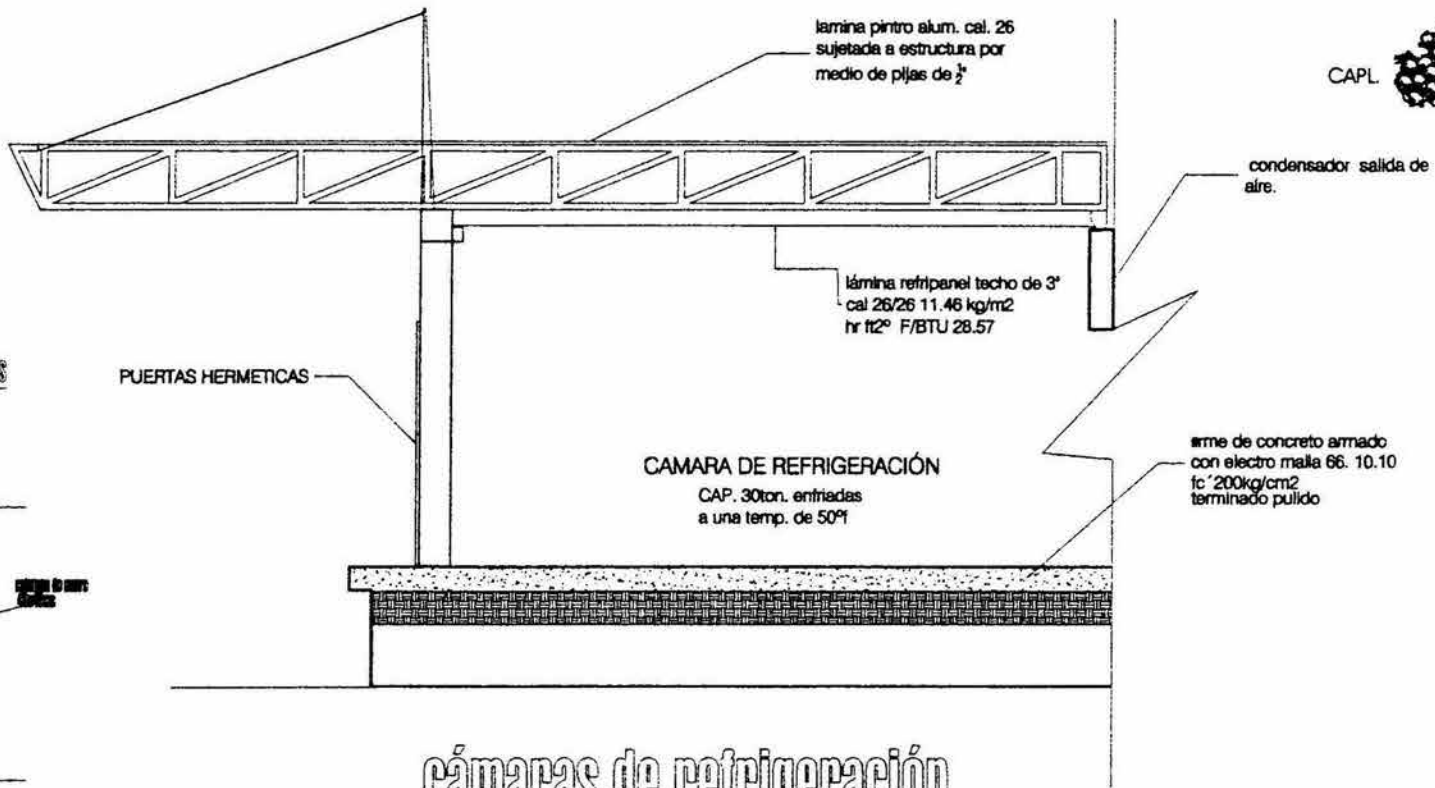 lamina pintro alum. cal. 26
sujetada a estructura por
medio de pijas de ½"
CAPL.
condensador salida de
aire.
lámina refripanel techo de 3"
cal 26/26 11.46 kg/m2
hr ft2º F/BTU 28.57
PUERTAS HERMETICAS
CAMARA DE REFRIGERACIÓN
CAP. 30ton. enfriadas
a una temp. de 50ºf
de concreto armado
con electro malla 66. 10.10
fc´200kg/cm2
terminado pulido
cámaras de refrigeración